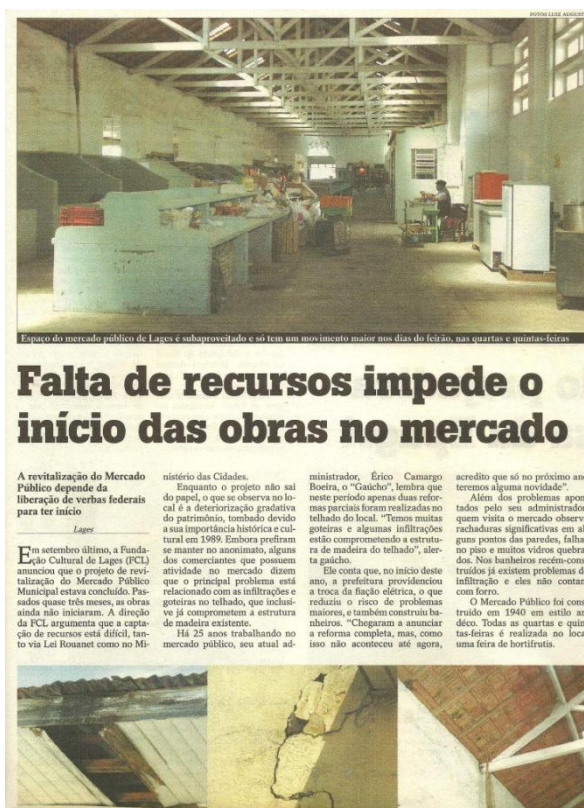 FOTOS LUIZ AUGUST
Espaço do mercado público de Lages é subaproveitado e só tem um movimento maior nos dias do feirão, nas quartas e quintas-feiras
Falta de recursos impede o
início das obras no mercado
A revitalização do Mercado
Público depende da
liberação de verbas federais
para ter início
Lages
Em setembro último, a Funda-
ção Cultural de Lages (FCL)
anunciou que o projeto de revi-
talização do Mercado Público
Municipal estava concluído. Pas-
sados quase três meses, as obras
ainda não iniciaram. A direção
da FCL argumenta que a capta-
ção de recursos está difícil, tan-
to via Lei Rouanet como no Mi-
nistério das Cidades.
Enquanto o projeto não sai
do papel, o que se observa no lo-
cal é a deteriorização gradativa
do patrimônio, tombado devido
a sua importância histórica e cul-
tural em 1989. Embora prefiram
se manter no anonimato, alguns
dos comerciantes que possuem
atividade no mercado dizem
que o principal problema está
relacionado com as infiltrações e
goteiras no telhado, que inclusi-
ve já comprometem a estrutura
de madeira existente.
Há 25 anos trabalhando no
mercado público, seu atual ad-
ministrador, Érico Camargo
Boeira, o "Gaúcho", lembra que
neste período apenas duas refor-
mas parciais foram realizadas no
telhado do local. "Temos muitas
goteiras e algumas infiltrações
estão comprometendo a estrutu-
ra de madeira do telhado", aler-
ta gaúcho.
Ele conta que, no início deste
ano, a prefeitura providenciou
a troca da fiação elétrica, o que
reduziu o risco de problemas
maiores, e também construiu ba-
nheiros. "Chegaram a anunciar
a reforma completa, mas, como
isso não aconteceu até agora,
acredito que só no próximo ano
teremos alguma novidade".
Além dos problemas apon-
tados pelo seu administrador
quem visita o mercado observ
rachaduras significativas em al
guns pontos das paredes, falha
no piso e muitos vidros quebra
dos. Nos banheiros recém-cons
truídos já existem problemas d
infiltração e eles não contam
com forro.
O Mercado Público foi cons
truído em 1940 em estilo ar
déco. Todas as quartas e quin
tas-feiras é realizada no local
uma feira de hortifrutis.